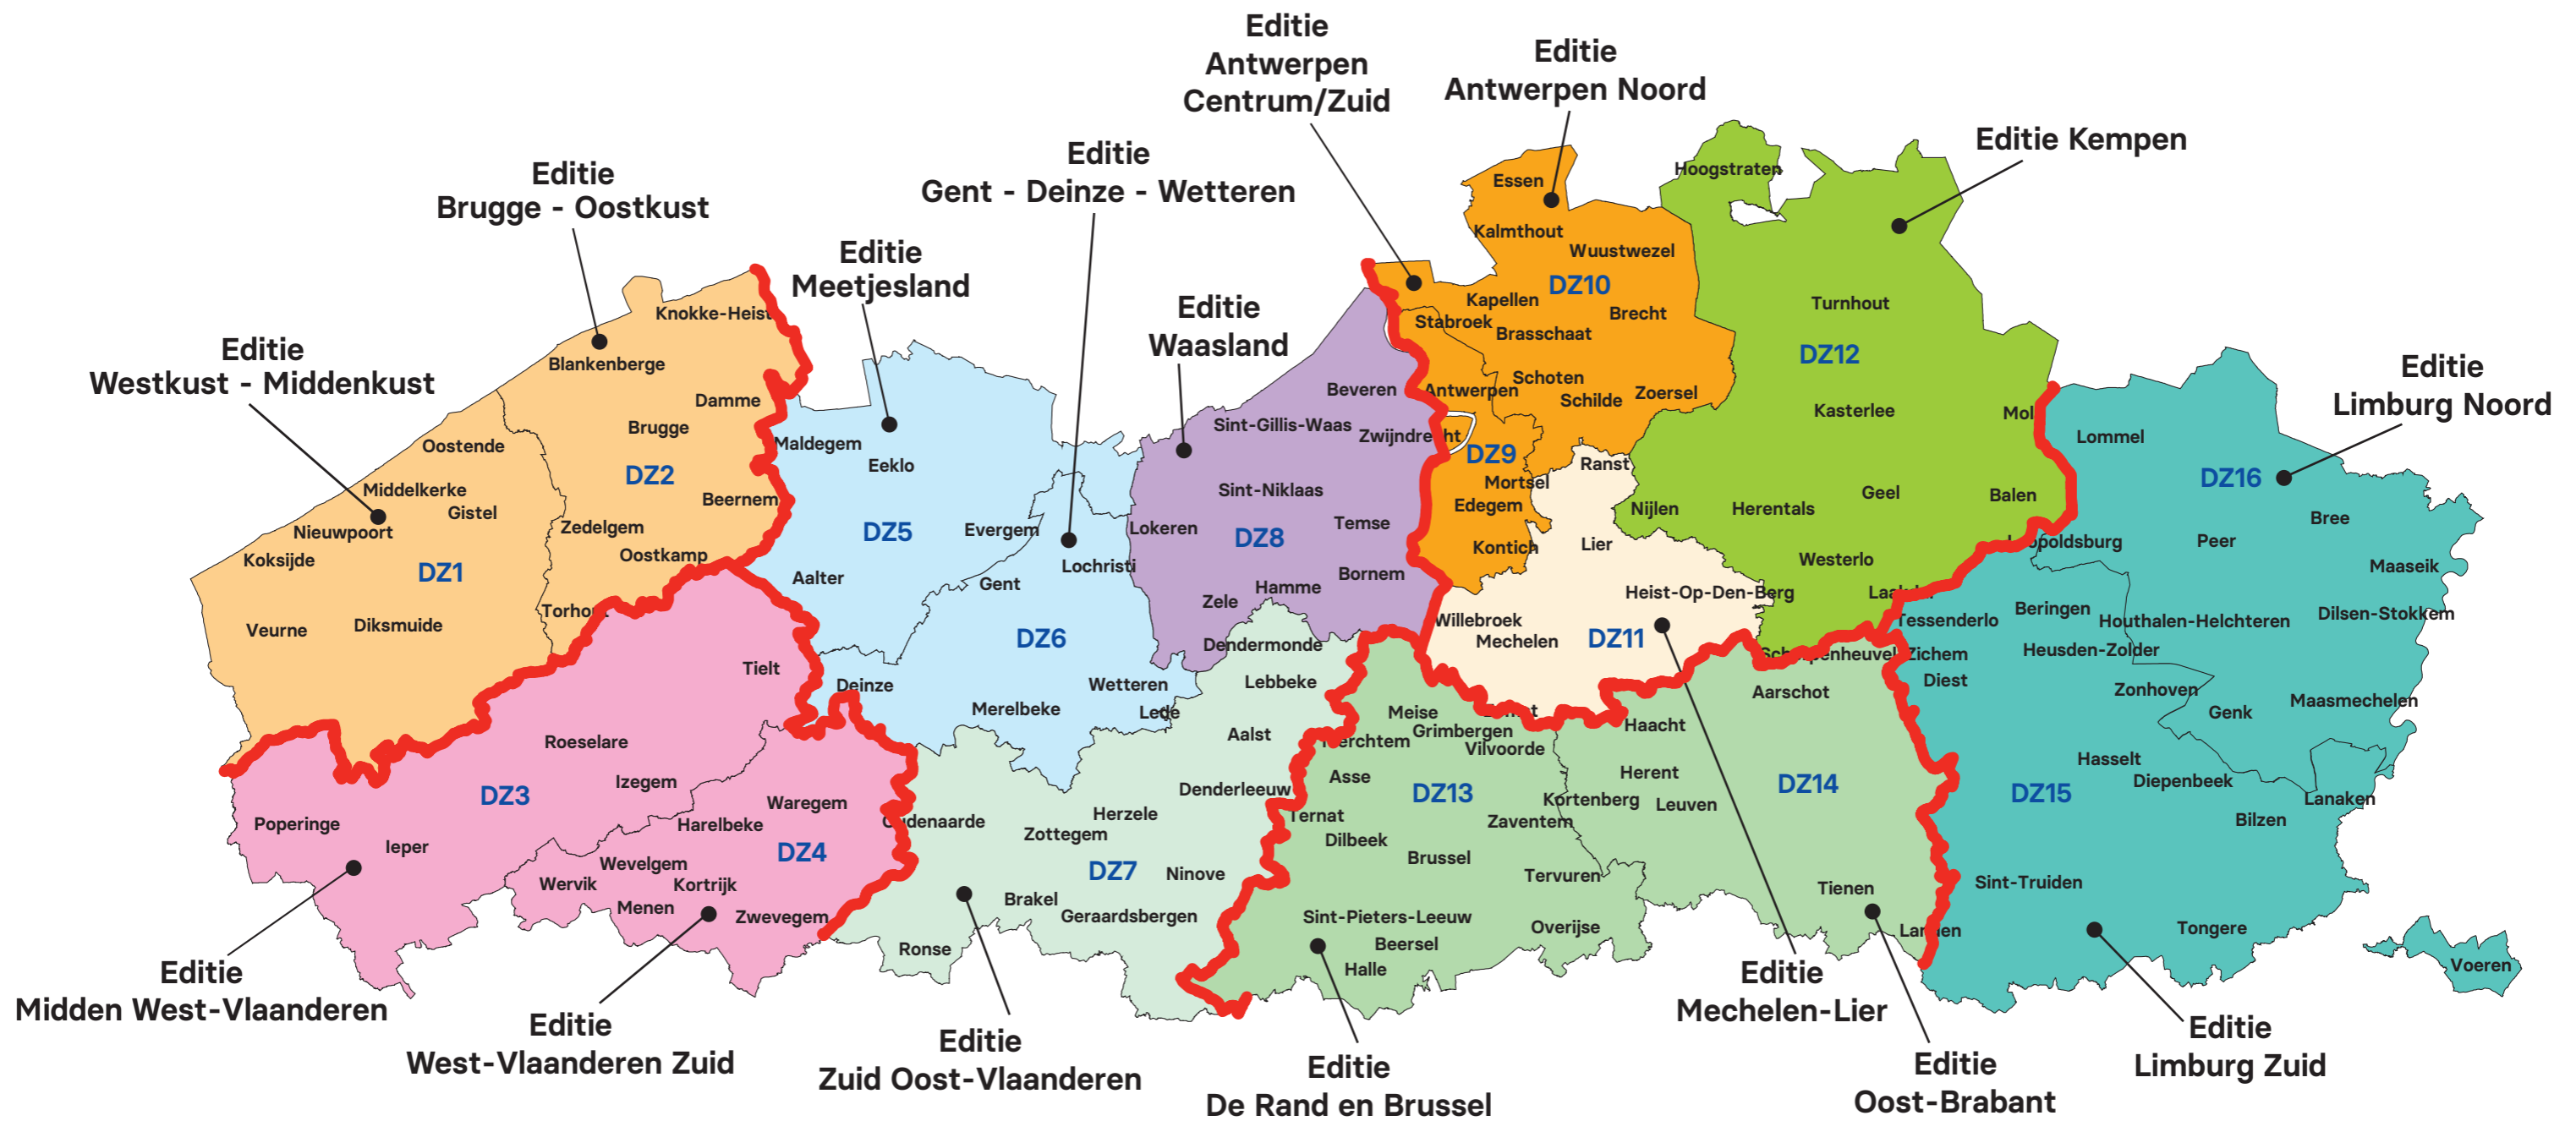 Editie
Antwerpen
Centrum/Zuid
Editie
Antwerpen Noord
Editie Kempen
Editie
Gent - Deinze - Wetteren
Editie
Brugge - Oostkust
Editie
Meetjesland
Editie
Waasland
Editie
Westkust - Middenkust
Editie
Limburg Noord
Knokke-Heist
Blankenberge
Damme
Brugge
DZ2
Beernem
Zedelgem
Oostkamp
Torhout
Oostende
Middelkerke
Gistel
Nieuwpoort
Koksijde
DZ1
Veurne
Diksmuide
Maldegem
Eeklo
DZ5
Evergem
Aalter
Lochristi
Gent
DZ6
Deinze
Wetteren
Merelbeke
Lede
Beveren
Sint-Gillis-Waas
Zwijndrecht
Sint-Niklaas
Lokeren
Temse
DZ8
Bornem
Hamme
Zele
Essen
Kalmthout
Wuustwezel
DZ10
Kapellen
Brecht
Stabroek
Brasschaat
Schoten
Antwerpen
Schilde
Zoersel
DZ9
Mortsel
Edegem
Kontich
Hoogstraten
Turnhout
DZ12
Kasterlee
Mol
Geel
Balen
Nijlen
Herentals
Westerlo
Laakdal
Ranst
Lier
Heist-Op-Den-Berg
Willebroek
Mechelen
DZ11
Lommel
DZ16
Bree
Peer
Leopoldsburg
Maaseik
Beringen
Houthalen-Helchteren
Dilsen-Stokkem
Tessenderlo
Heusden-Zolder
Zonhoven
Maasmechelen
Genk
Hasselt
Diepenbeek
DZ15
Lanaken
Bilzen
Sint-Truiden
Tongere
Voeren
Diest
Scherpenheuvel-Zichem
Aarschot
Haacht
Herent
DZ14
Kortenberg
Leuven
Tienen
Landen
Meise
Zemst
Grimbergen
Merchtem
Vilvoorde
Asse
DZ13
Ternat
Zaventem
Dilbeek
Brussel
Tervuren
Sint-Pieters-Leeuw
Overijse
Beersel
Halle
Dendermonde
Lebbeke
Aalst
Denderleeuw
Herzele
Oudenaarde
Zottegem
DZ7
Ninove
Brakel
Geraardsbergen
Ronse
Tielt
Roeselare
Izegem
DZ3
Poperinge
Ieper
Waregem
Harelbeke
DZ4
Wevelgem
Wervik
Kortrijk
Menen
Zwevegem
Editie
Midden West-Vlaanderen
Editie
West-Vlaanderen Zuid
Editie
Zuid Oost-Vlaanderen
Editie
De Rand en Brussel
Editie
Mechelen-Lier
Editie
Oost-Brabant
Editie
Limburg Zuid